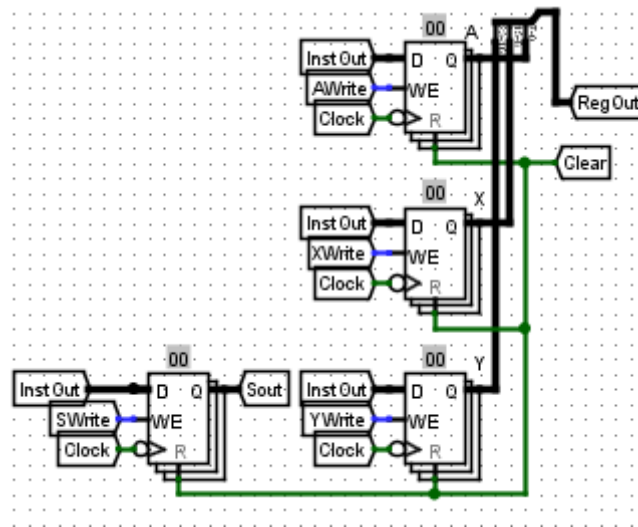 00
A
Inst Out
D
Q
AWrite
WE
Clock
R
Reg Out
Clear
00
X
Inst Out
D
Q
XWrite
WE
Clock
R
00
Y
Inst Out
D
Q
YWrite
WE
Clock
R
00
Inst Out
D
Q
Sout
SWrite
WE
Clock
R